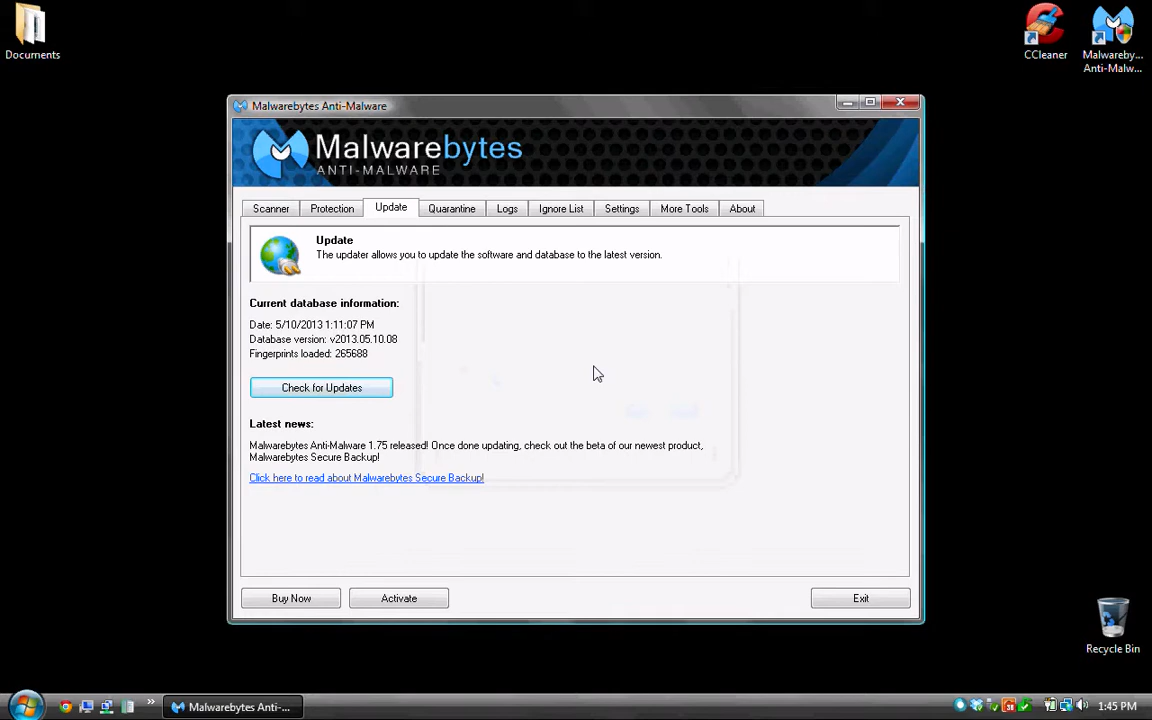 Documents
CCleaner
Malwareby...
Anti-Malw...
Malwarebytes Anti-Malware
Malwarebytes
ANTI-MALWARE
Scanner Protection Update Quarantine Logs Ignore List Settings More Tools About
Update
The updater allows you to update the software and database to the latest version.
Current database information:
Date: 5/10/2013 1:11:07 PM
Database version: v2013.05.10.08
Fingerprints loaded: 265688
Check for Updates
Latest news:
Malwarebytes Anti-Malware 1.75 released! Once done updating, check out the beta of our newest product,
Malwarebytes Secure Backup!
Click here to read about Malwarebytes Secure Backup!
Buy Now Activate Exit
Recycle Bin
Malwarebytes Anti-...
38
1:45 PM